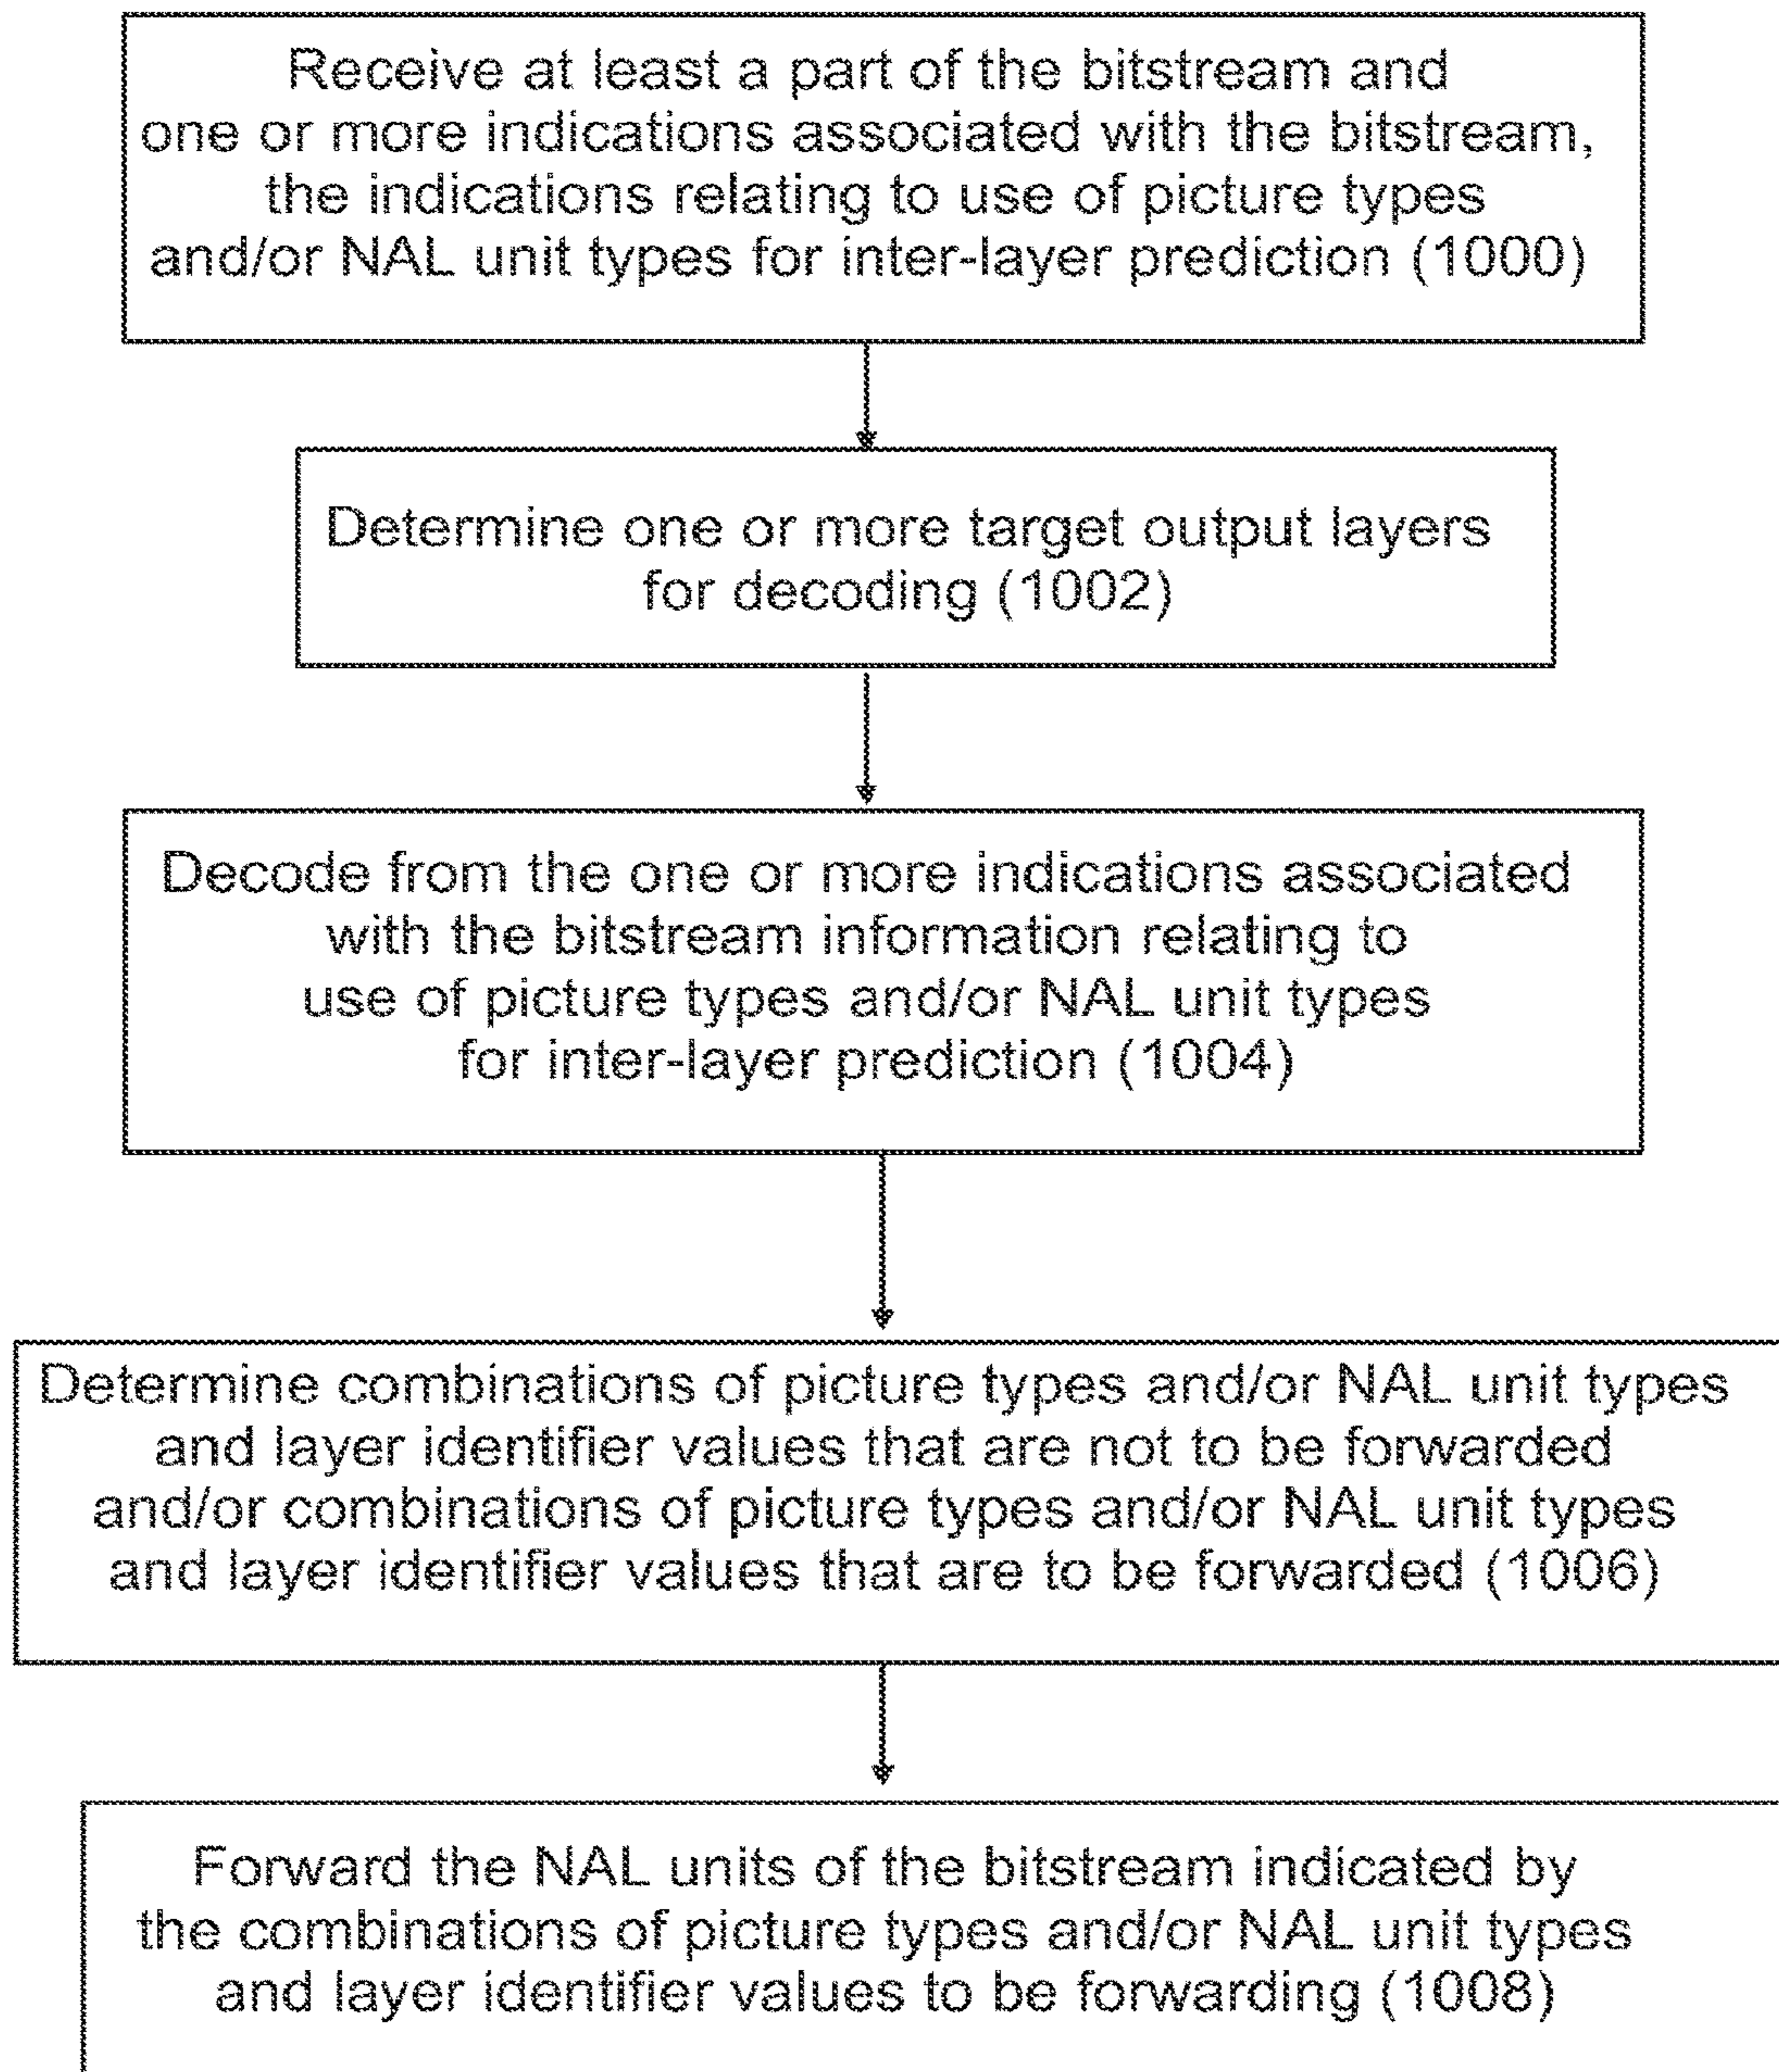 Receive at least a part of the bitstream and
one or more indications associated with the bitstream,
the indications relating to use of picture types
and/or NAL unit types for inter-layer prediction (1000)
Determine one or more target output layers
for decoding (1002)
Decode from the one or more indications associated
with the bitstream information relating to
use of picture types and/or NAL unit types
for inter-layer prediction (1004)
Determine combinations of picture types and/or NAL unit types
and layer identifier values that are not to be forwarded
and/or combinations of picture types and/or NAL unit types
and layer identifier values that are to be forwarded (1006)
Forward the NAL units of the bitstream indicated by
the combinations of picture types and/or NAL unit types
and layer identifier values to be forwarding (1008)